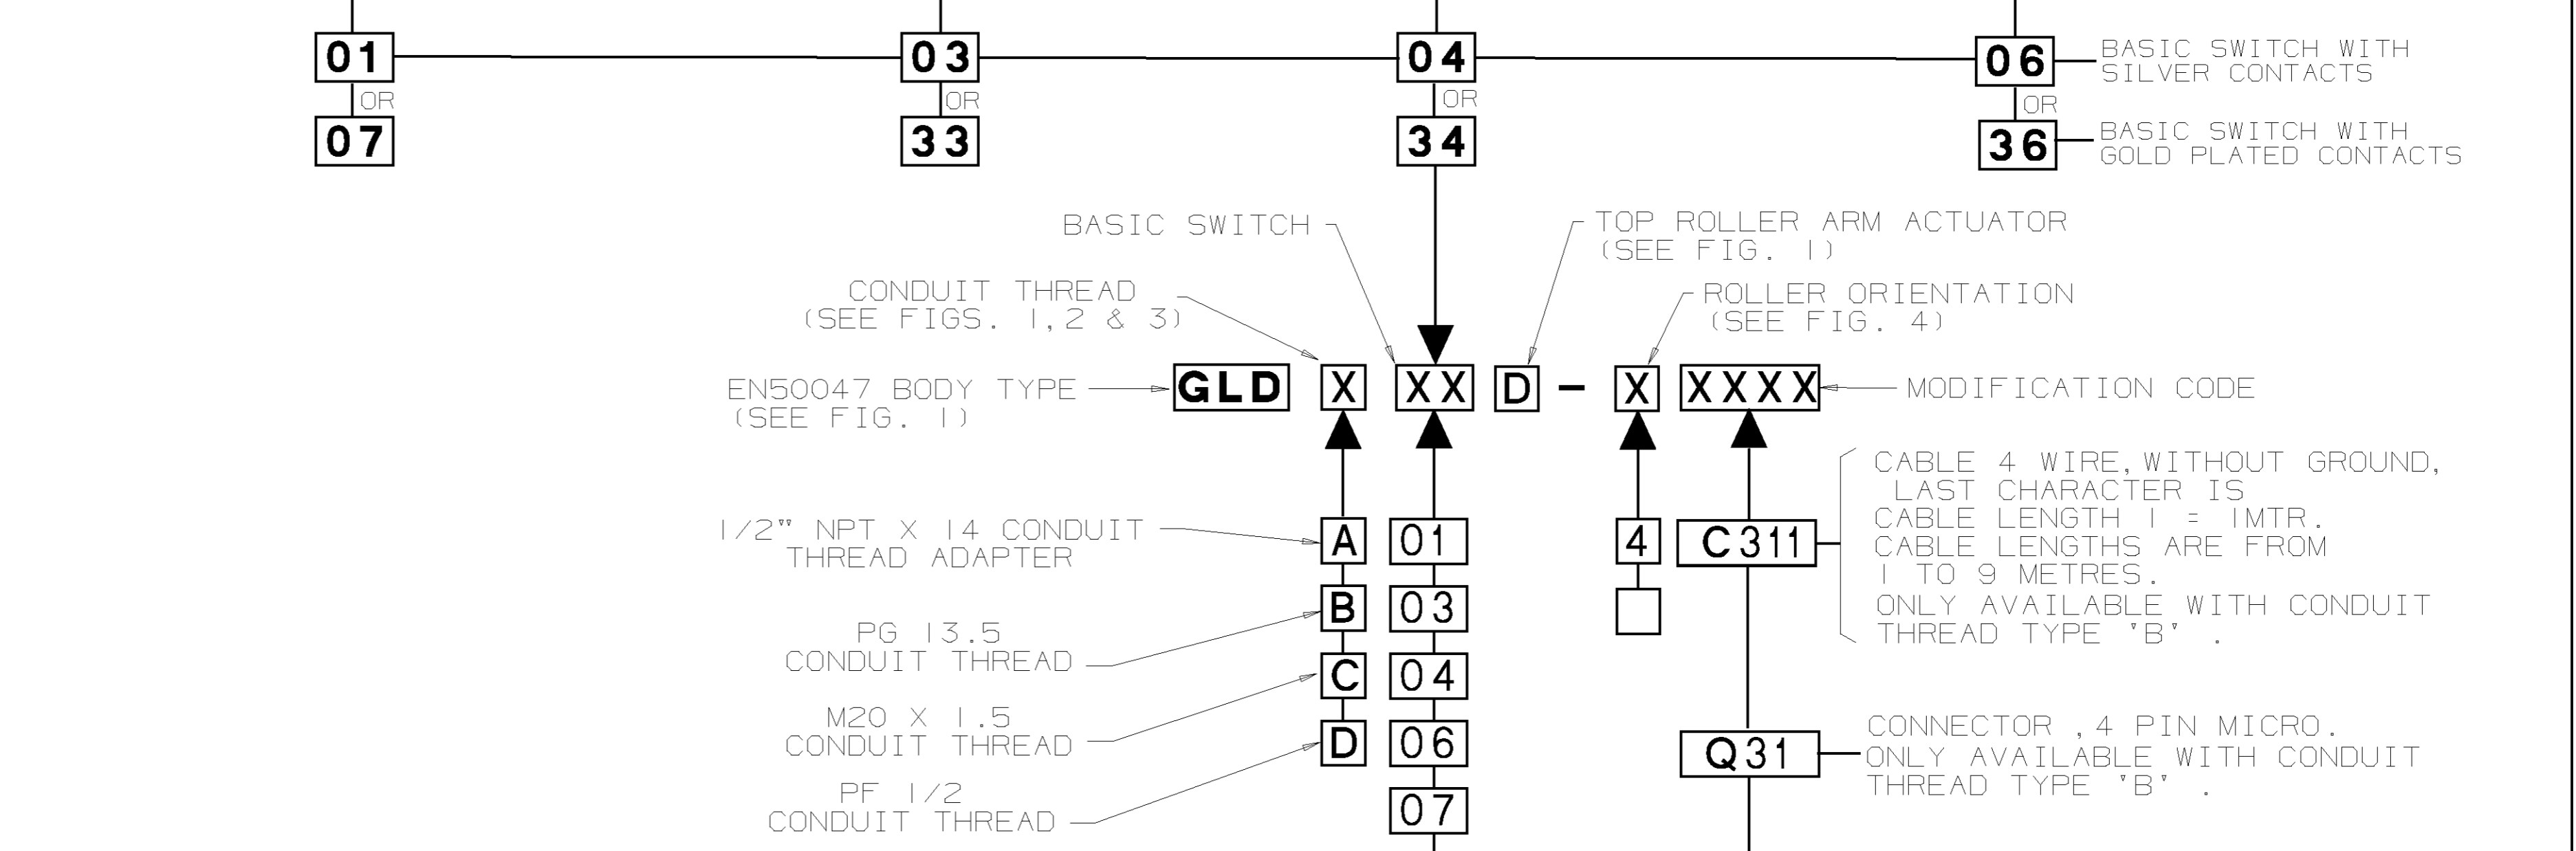 01
03
04
06
BASIC SWITCH WITH
SILVER CONTACTS
OR
OR
OR
OR
07
33
34
36
BASIC SWITCH WITH
GOLD PLATED CONTACTS
BASIC SWITCH
TOP ROLLER ARM ACTUATOR
(SEE FIG. 1)
CONDUIT THREAD
(SEE FIGS. 1,2 & 3)
ROLLER ORIENTATION
(SEE FIG. 4)
EN50047 BODY TYPE
(SEE FIG. 1)
GLD X XX D - X XXXX
MODIFICATION CODE
1/2" NPT X 14 CONDUIT
THREAD ADAPTER
PG 13.5
CONDUIT THREAD
M20 X 1.5
CONDUIT THREAD
PF 1/2
CONDUIT THREAD
A
B
C
D
01
03
04
06
07
4
C311
CABLE 4 WIRE, WITHOUT GROUND,
LAST CHARACTER IS
CABLE LENGTH 1 = 1MTR.
CABLE LENGTHS ARE FROM
1 TO 9 METRES.
ONLY AVAILABLE WITH CONDUIT
THREAD TYPE 'B' .
Q31
CONNECTOR ,4 PIN MICRO.
ONLY AVAILABLE WITH CONDUIT
THREAD TYPE 'B' .